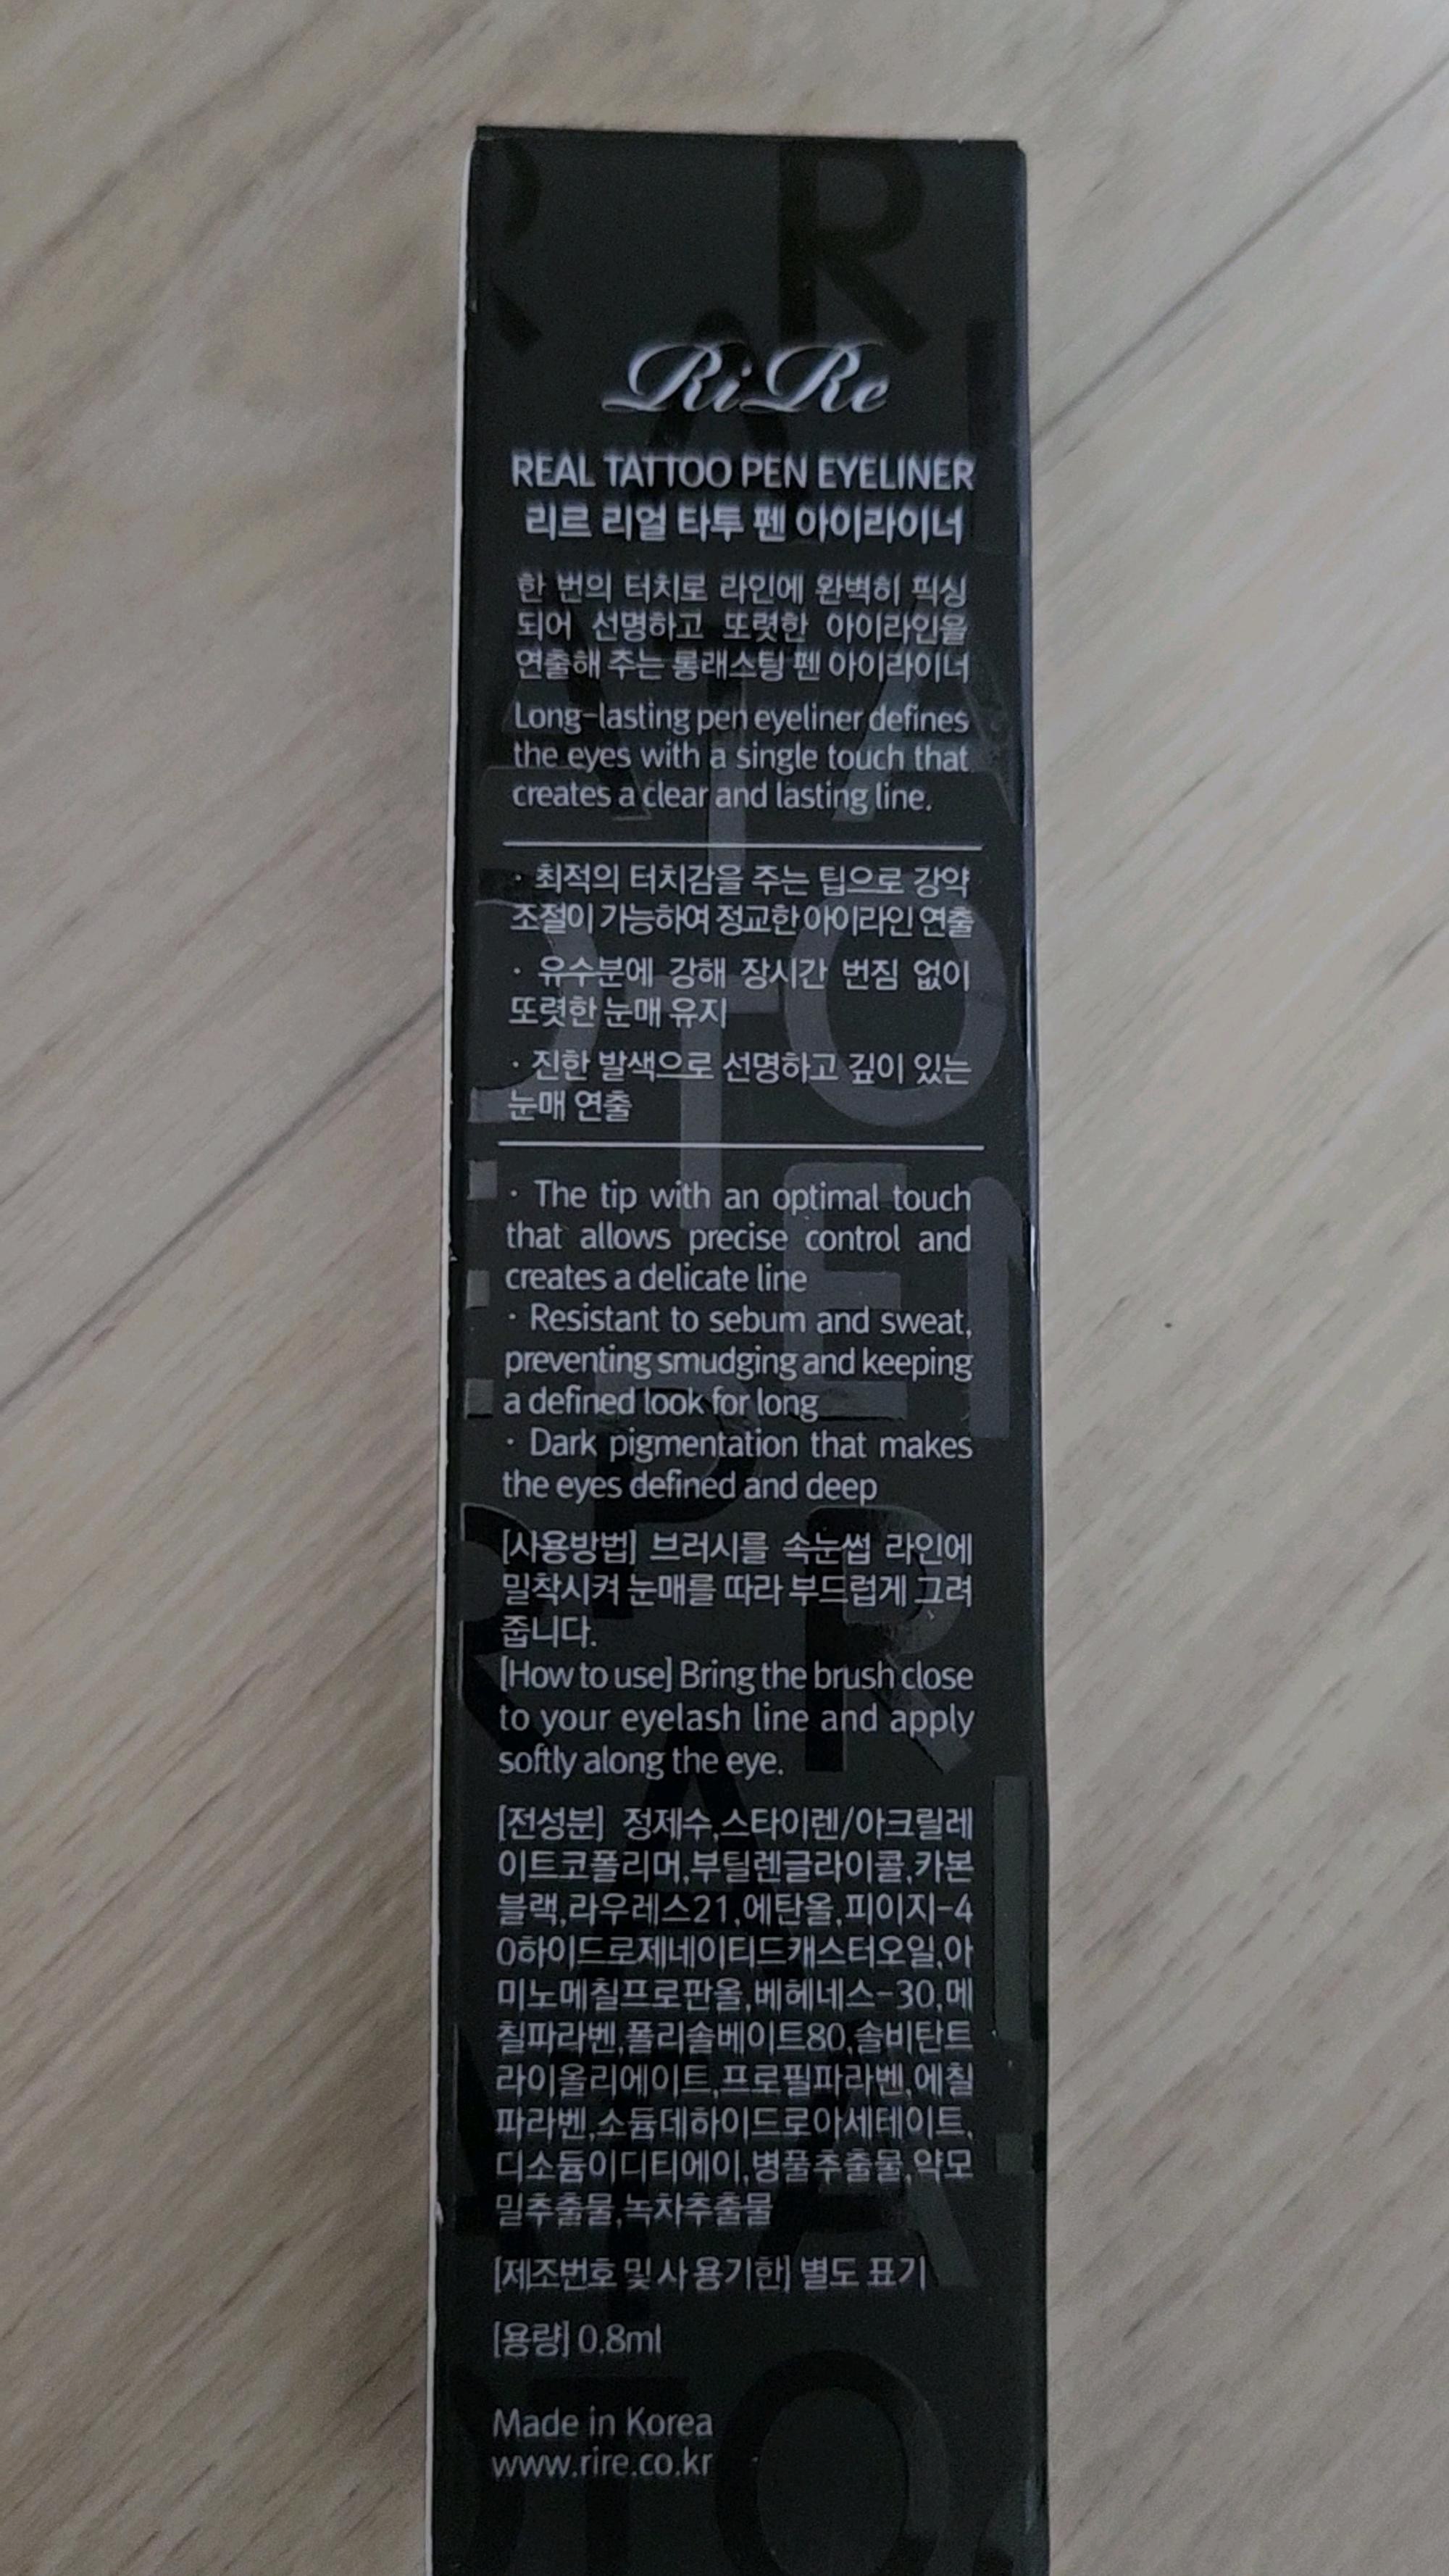 RiRe
REAL TATTOO PEN EYELINER
리르 리얼 타투 펜 아이라이너
한 번의 터치로 라인에 완벽히 픽싱
되어 선명하고 또렷한 아이라인을
연출해 주는 롱래스팅 펜 아이라이너
Long-lasting pen eyeliner defines
the eyes with a single touch that
creates a clear and lasting line.
· 최적의 터치감을 주는 팁으로 강약
조절이 가능하여 정교한 아이라인 연출
· 유수분에 강해 장시간 번짐 없이
또렷한 눈매 유지
· 진한 발색으로 선명하고 깊이 있는
눈매 연출
· The tip with an optimal touch
that allows precise control and
creates a delicate line
· Resistant to sebum and sweat,
preventing smudging and keeping
a defined look for long
· Dark pigmentation that makes
the eyes defined and deep
[사용방법] 브러시를 속눈썹 라인에
밀착시켜 눈매를 따라 부드럽게 그려
줍니다.
[How to use] Bring the brush close
to your eyelash line and apply
softly along the eye.
[전성분] 정제수,스타이렌/아크릴레
이트코폴리머,부틸렌글라이콜,카본
블랙,라우레스21,에탄올,피이지-4
0하이드로제네이티드캐스터오일,아
미노메칠프로판올,베헤네스-30,메
칠파라벤,폴리솔베이트80,솔비탄트
라이올리에이트,프로필파라벤,에칠
파라벤,소듐데하이드로아세테이트,
디소듐이디티에이,병풀추출물,약모
밀추출물,녹차추출물
[제조번호 및 사용기한] 별도 표기
[용량] 0.8ml
Made in Korea
www.rire.co.kr